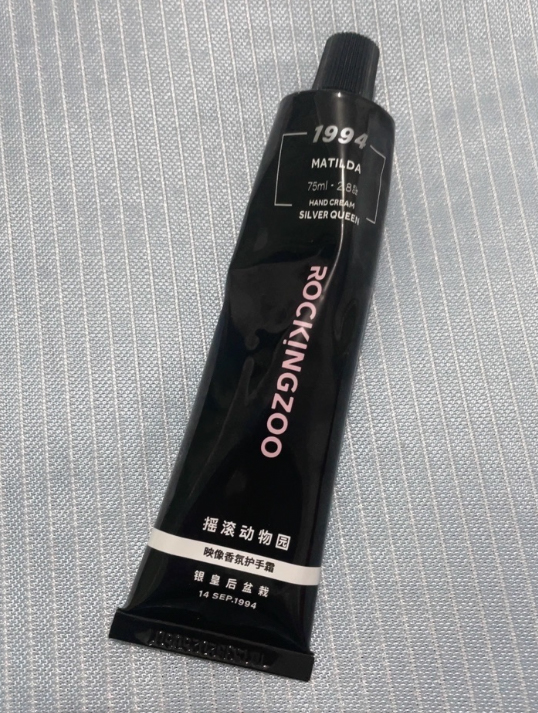 1994
MATILDA
75ml · 2.8
HAND CREAM
SILVER QUEEN
ROCKiNGZOO
摇滚动物园
映像香氛护手霜
银皇后盆栽
14 SEP.1994